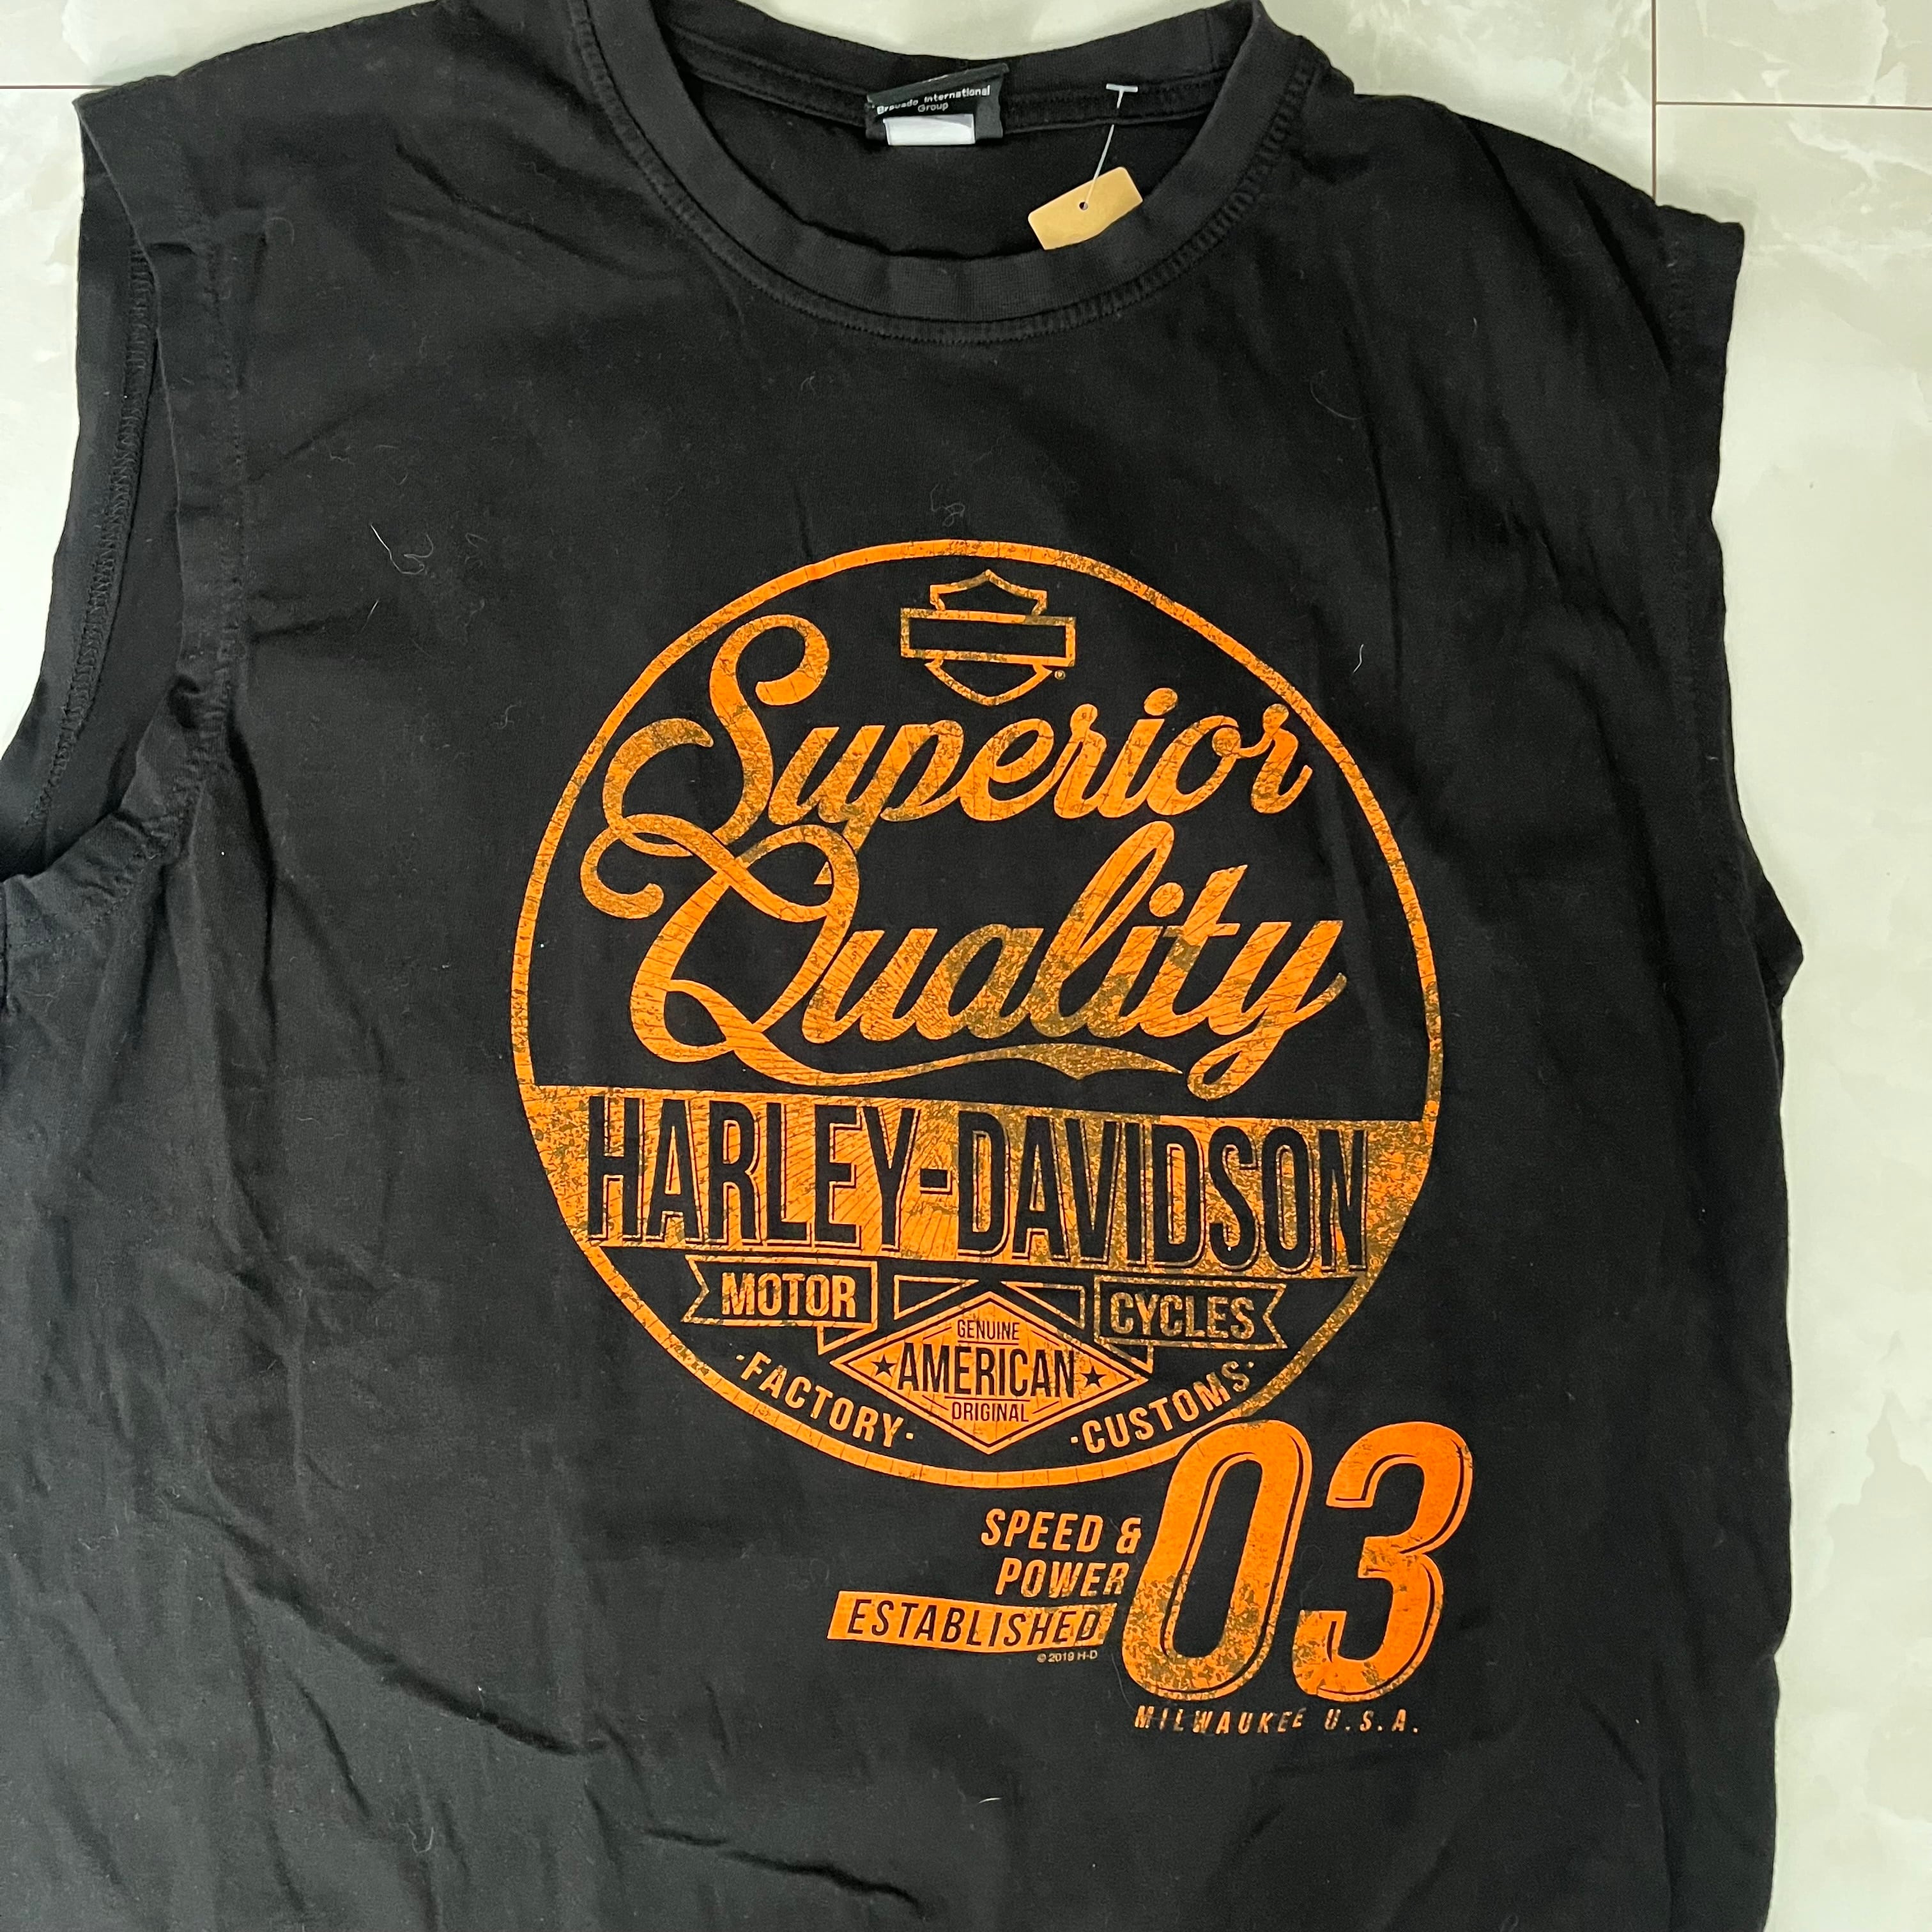 Bravado International
Group
®
Superior
Quality
HARLEY-DAVIDSON
MOTOR CYCLES
GENUINE
★AMERICAN★
ORIGINAL
·FACTORY· ·CUSTOMS·
03
SPEED &
POWER
ESTABLISHED
© 2019 H-D
MILWAUKEE U.S.A.